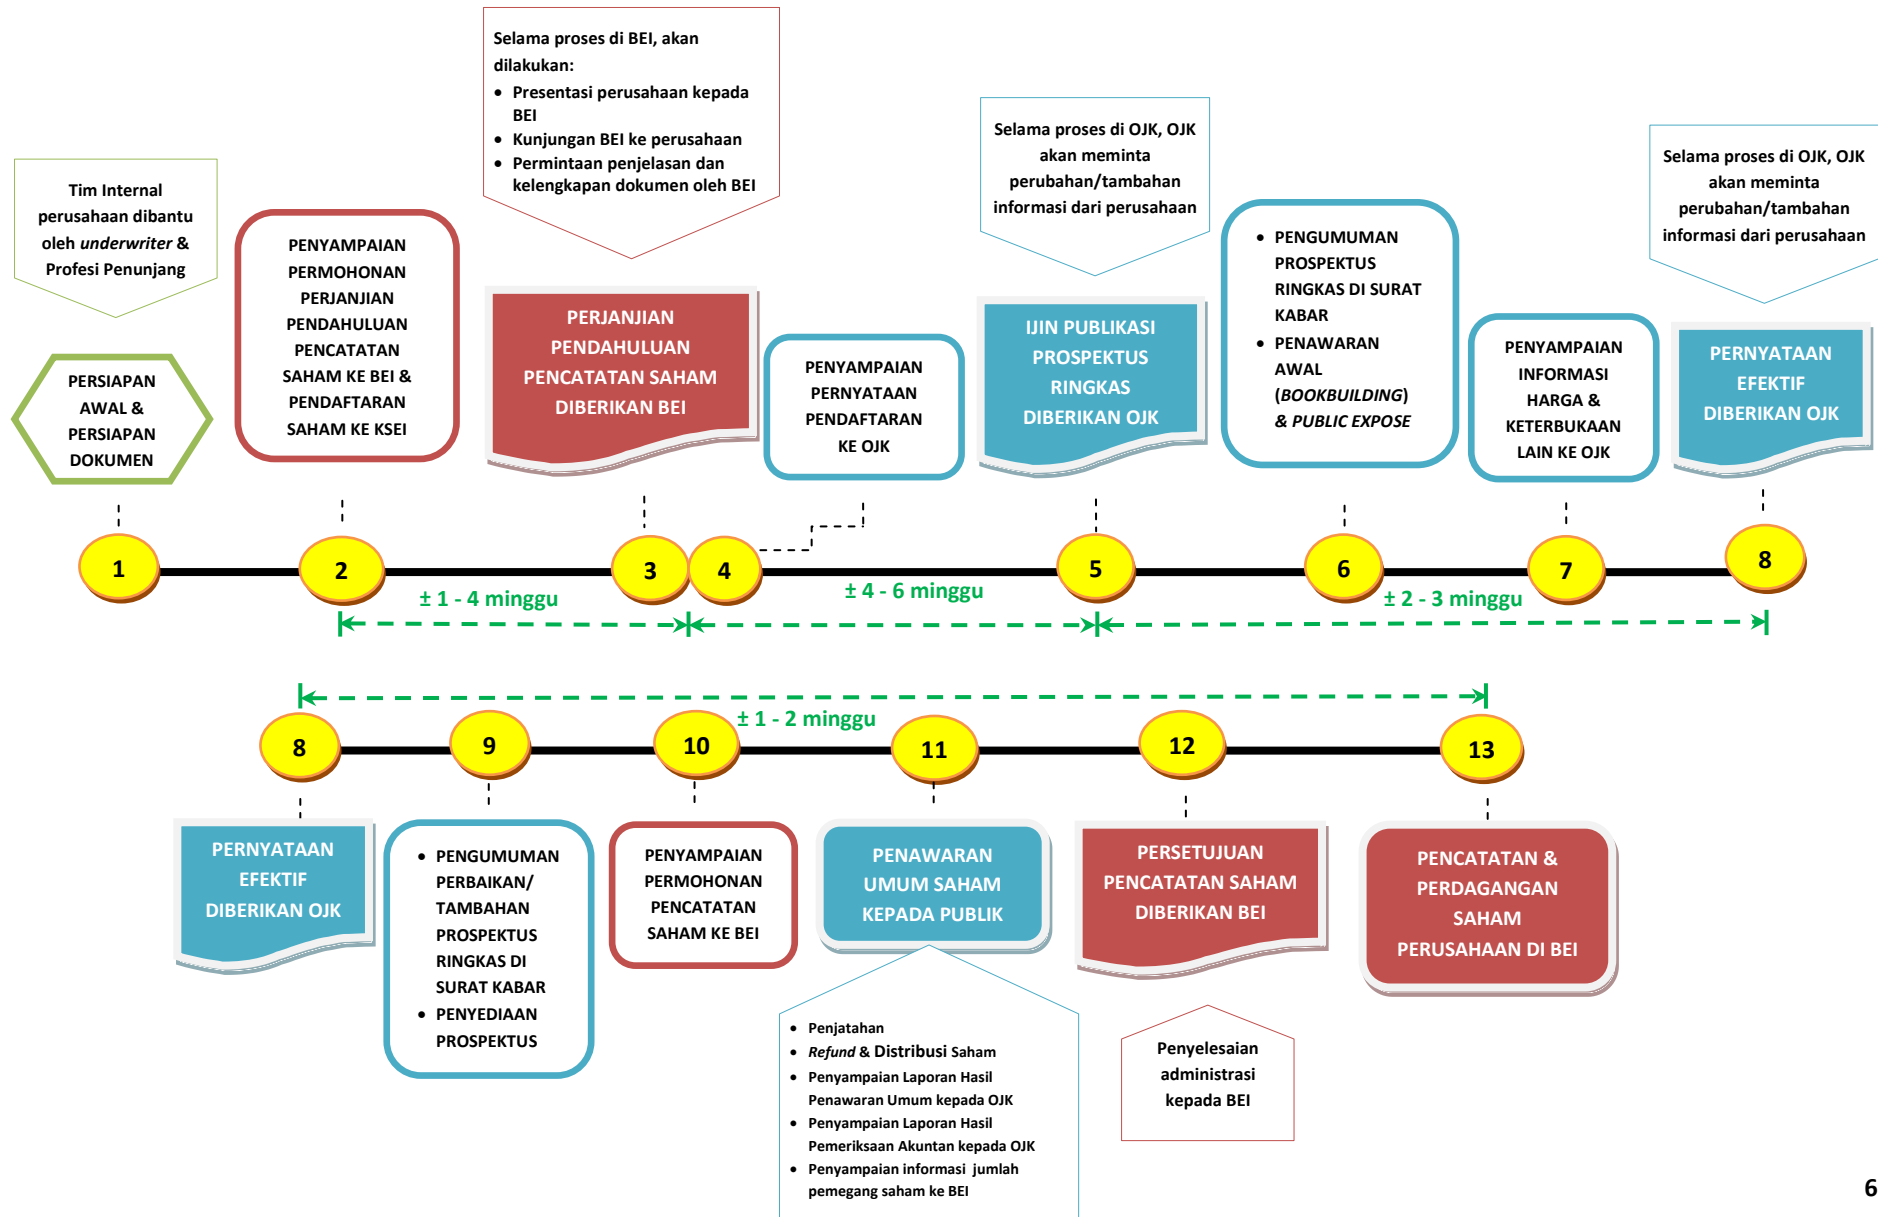 Selama proses di BEI, akan
dilakukan:
• Presentasi perusahaan kepada
BEI
• Kunjungan BEI ke perusahaan
• Permintaan penjelasan dan
kelengkapan dokumen oleh BEI
Selama proses di OJK, OJK
akan meminta
perubahan/tambahan
informasi dari perusahaan
Selama proses di OJK, OJK
akan meminta
perubahan/tambahan
informasi dari perusahaan
Tim Internal
perusahaan dibantu
oleh underwriter &
Profesi Penunjang
PERSIAPAN
AWAL &
PERSIAPAN
DOKUMEN
PENYAMPAIAN
PERMOHONAN
PERJANJIAN
PENDAHULUAN
PENCATATAN
SAHAM KE BEI &
PENDAFTARAN
SAHAM KE KSEI
PERJANJIAN
PENDAHULUAN
PENCATATAN SAHAM
DIBERIKAN BEI
PENYAMPAIAN
PERNYATAAN
PENDAFTARAN
KE OJK
IJIN PUBLIKASI
PROSPEKTUS
RINGKAS
DIBERIKAN OJK
• PENGUMUMAN
PROSPEKTUS
RINGKAS DI SURAT
KABAR
• PENAWARAN
AWAL
(BOOKBUILDING)
& PUBLIC EXPOSE
PENYAMPAIAN
INFORMASI
HARGA &
KETERBUKAAN
LAIN KE OJK
PERNYATAAN
EFEKTIF
DIBERIKAN OJK
1
2
3
4
5
6
7
8
± 1 - 4 minggu
± 4 - 6 minggu
± 2 - 3 minggu
± 1 - 2 minggu
8
9
10
11
12
13
PERNYATAAN
EFEKTIF
DIBERIKAN OJK
• PENGUMUMAN
PERBAIKAN/
TAMBAHAN
PROSPEKTUS
RINGKAS DI
SURAT KABAR
• PENYEDIAAN
PROSPEKTUS
PENYAMPAIAN
PERMOHONAN
PENCATATAN
SAHAM KE BEI
PENAWARAN
UMUM SAHAM
KEPADA PUBLIK
PERSETUJUAN
PENCATATAN SAHAM
DIBERIKAN BEI
PENCATATAN &
PERDAGANGAN
SAHAM
PERUSAHAAN DI BEI
• Penjatahan
• Refund & Distribusi Saham
• Penyampaian Laporan Hasil
Penawaran Umum kepada OJK
• Penyampaian Laporan Hasil
Pemeriksaan Akuntan kepada OJK
• Penyampaian informasi jumlah
pemegang saham ke BEI
Penyelesaian
administrasi
kepada BEI
6